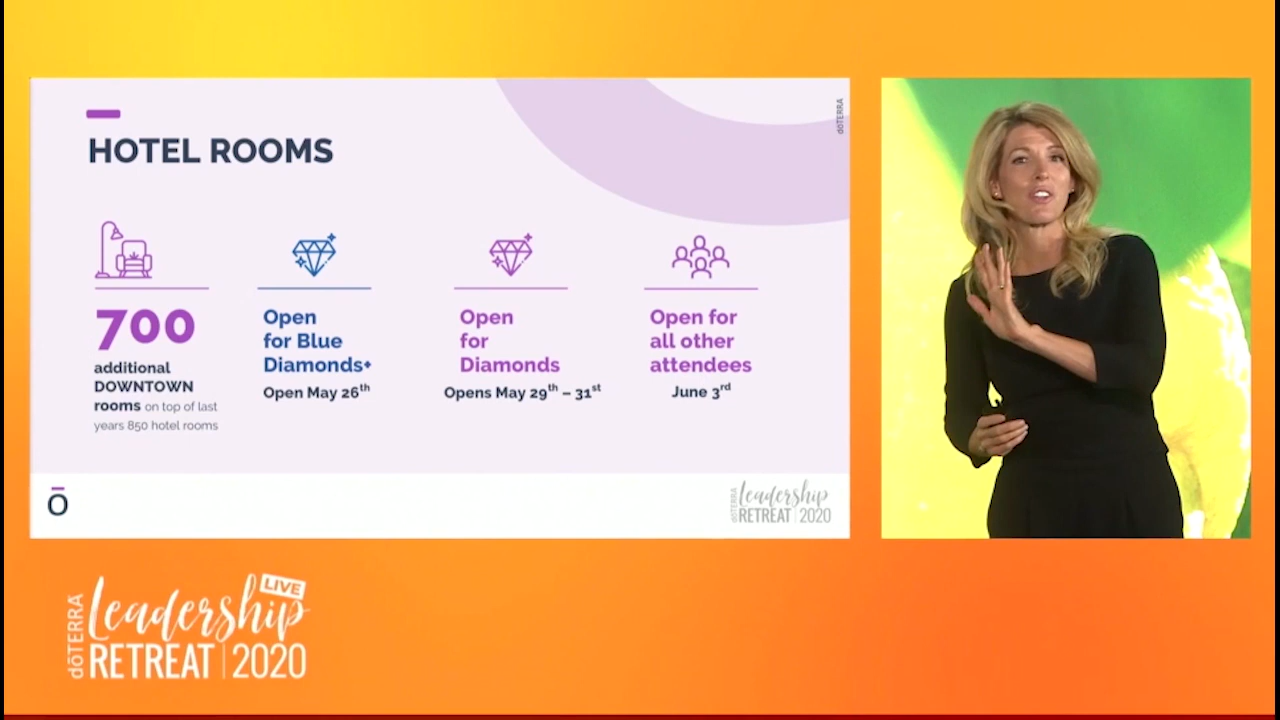 HOTEL ROOMS
dōTERRA
700
additional
DOWNTOWN
rooms on top of last
years 850 hotel rooms
Open
for Blue
Diamonds+
Open May 26th
Open
for
Diamonds
Opens May 29th – 31st
Open for
all other
attendees
June 3rd
Ō
dōTERRA
Leadership
RETREAT | 2020
LIVE
dōTERRA
Leadership
RETREAT | 2020